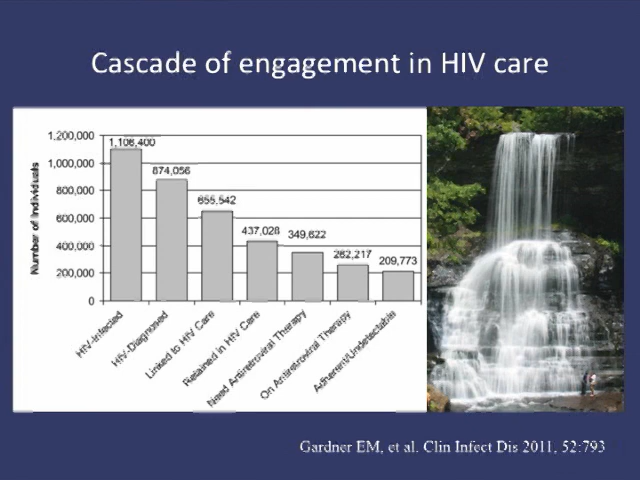 Cascade of engagement in HIV care
Number of Individuals
1,200,000
1,000,000
800,000
600,000
400,000
200,000
0
1,106,400
874,056
655,542
437,028
349,622
262,217
209,773
HIV-Infected
HIV-Diagnosed
Linked to HIV Care
Retained in HIV Care
Need Antiretroviral Therapy
On Antiretroviral Therapy
Adherent/Undetectable
Gardner EM, et al. Clin Infect Dis 2011, 52:793